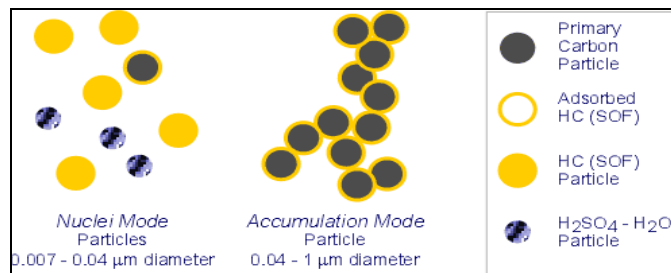 Nuclei Mode
Particles
0.007 - 0.04 μm diameter
Accumulation Mode
Particle
0.04 - 1 μm diameter
Primary
Carbon
Particle
Adsorbed
HC (SOF)
HC (SOF)
Particle
H₂SO₄ - H₂O
Particle